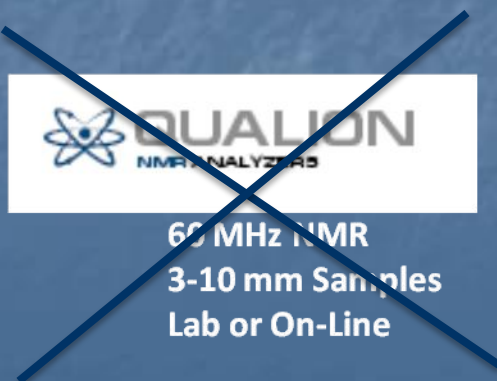 QUALION
NMR ANALYZERS
60 MHz NMR
3-10 mm Samples
Lab or On-Line